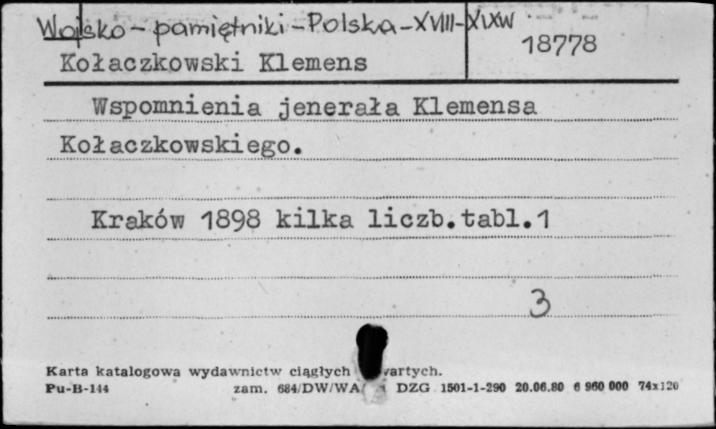 Wojsko - pamiętniki - Polska - XVIII-XIXW
18778
Kołaczkowski Klemens
Wspomnienia jenerała Klemensa
Kołaczkowskiego.
Kraków 1898 kilka liczb.tabl.1
3
Karta katalogowa wydawnictw ciągłych
Pu-B-144 zam. 684/DW/WA DZG 1501-1-290 20.06.80 6 960 000 74x120